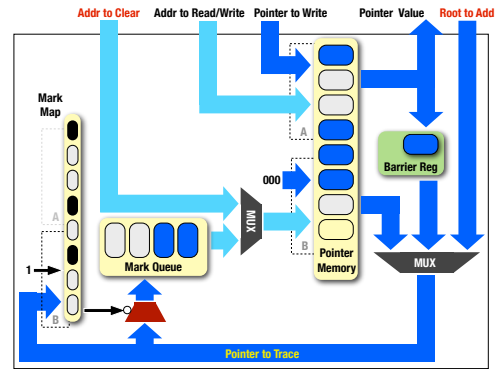 Addr to Clear Addr to Read/Write Pointer to Write Pointer Value Root to Add
Mark
Map
A
A
Barrier Reg
000
MUX
B
1
Mark Queue
Pointer
Memory
MUX
B
Pointer to Trace